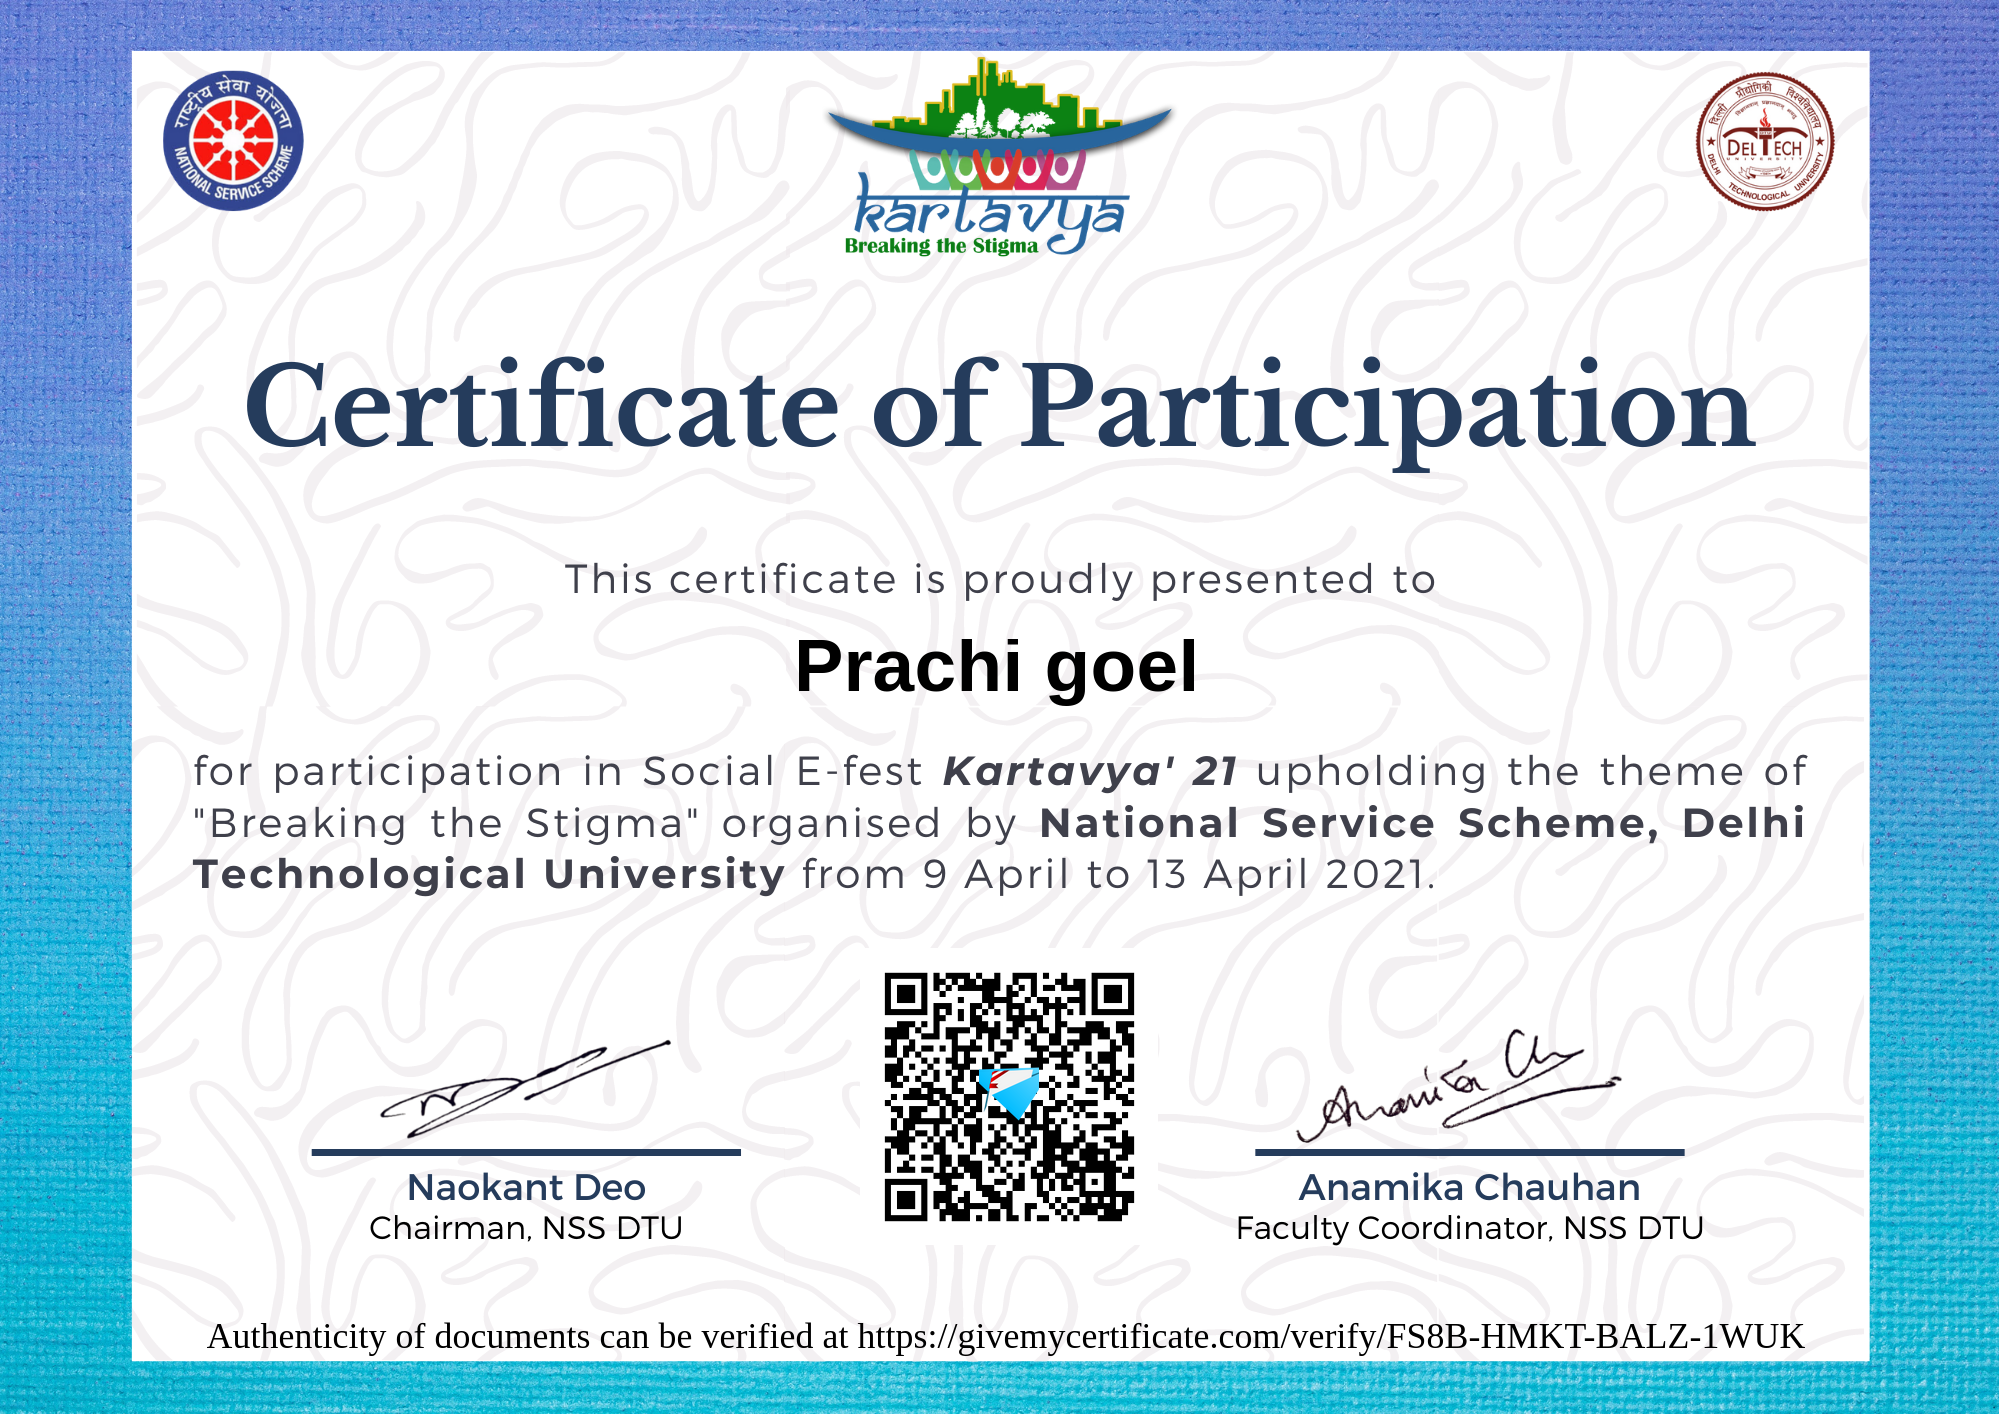 राष्ट्रीय सेवा योजना
NATIONAL SERVICE SCHEME
kartavya
Breaking the Stigma
दिल्ली प्रौद्योगिकी विश्वविद्यालय
DELTECH
UNIVERSITY
DELHI TECHNOLOGICAL UNIVERSITY
Certificate of Participation
This certificate is proudly presented to
Prachi goel
for participation in Social E-fest Kartavya' 21 upholding the theme of
"Breaking the Stigma" organised by National Service Scheme, Delhi
Technological University from 9 April to 13 April 2021.
Naokant Deo
Chairman, NSS DTU
Anamika Chauhan
Faculty Coordinator, NSS DTU
Authenticity of documents can be verified at https://givemycertificate.com/verify/FS8B-HMKT-BALZ-1WUK